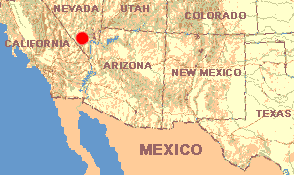 NEVADA UTAH COLORADO
CALIFORNIA
ARIZONA NEW MEXICO
TEXAS
MEXICO